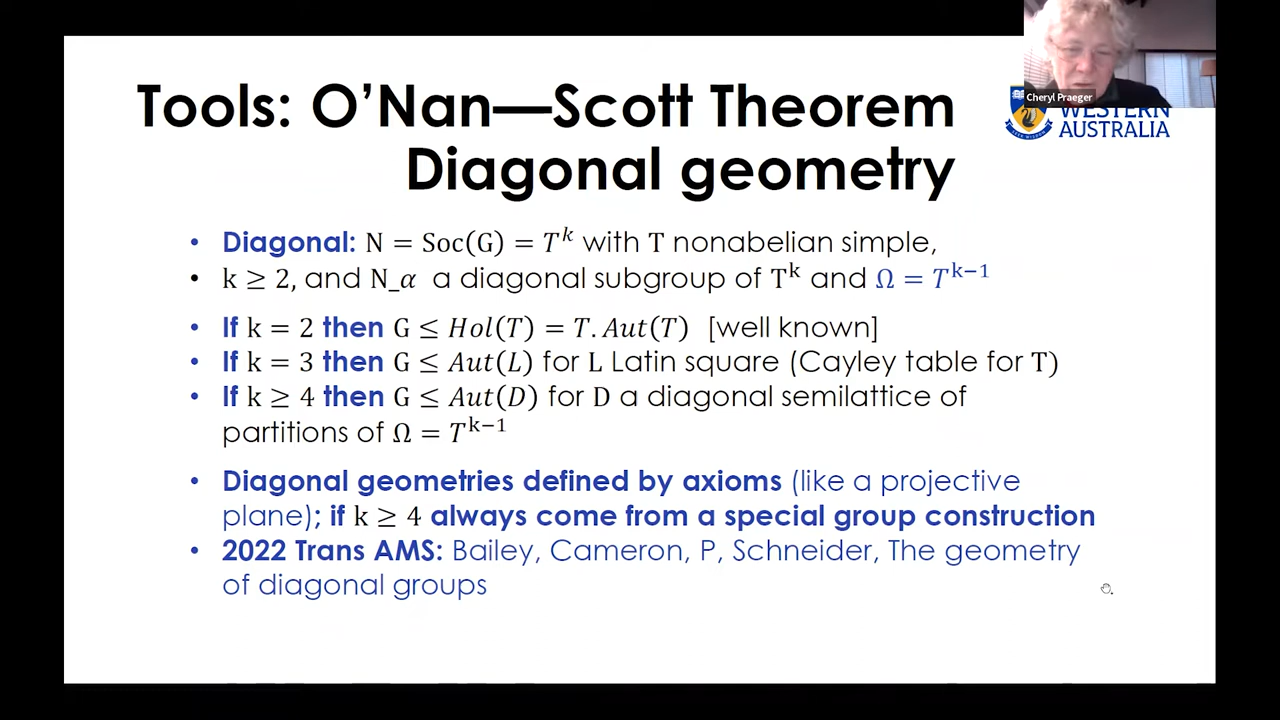 Tools: O’Nan—Scott Theorem
Diagonal geometry
Cheryl Praeger
WESTERN
AUSTRALIA
• Diagonal: N = Soc(G) = T^k with T nonabelian simple,
• k ≥ 2, and N_α a diagonal subgroup of T^k and Ω = T^{k−1}
• If k = 2 then G ≤ Hol(T) = T.Aut(T) [well known]
• If k = 3 then G ≤ Aut(L) for L Latin square (Cayley table for T)
• If k ≥ 4 then G ≤ Aut(D) for D a diagonal semilattice of
partitions of Ω = T^{k−1}
• Diagonal geometries defined by axioms (like a projective
plane); if k ≥ 4 always come from a special group construction
• 2022 Trans AMS: Bailey, Cameron, P, Schneider, The geometry
of diagonal groups